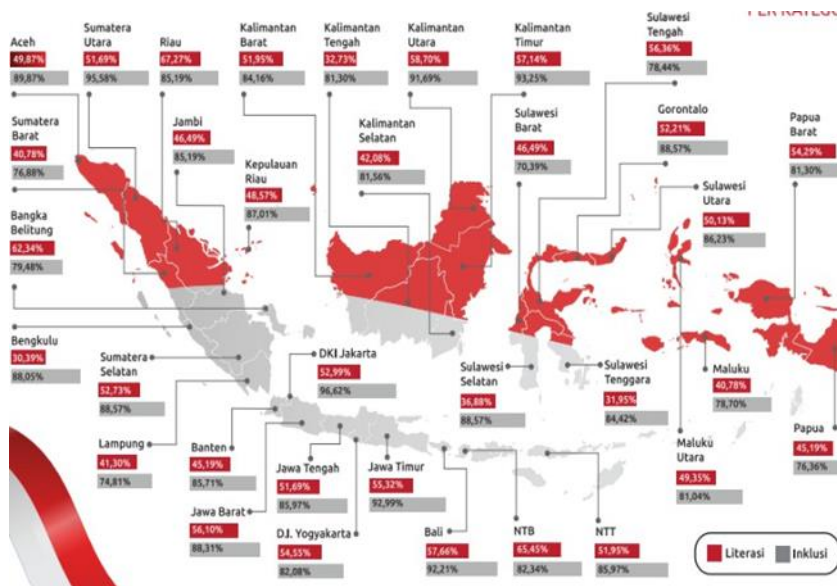 PER KATEGO
Aceh
49,87%
89,87%
Sumatera
Utara
51,69%
95,58%
Riau
67,27%
85,19%
Kalimantan
Barat
51,95%
84,16%
Kalimantan
Tengah
32,73%
81,30%
Kalimantan
Utara
58,70%
91,69%
Kalimantan
Timur
57,14%
93,25%
Sulawesi
Tengah
56,36%
78,44%
Sumatera
Barat
40,78%
76,88%
Jambi
46,49%
85,19%
Kepulauan
Riau
48,57%
87,01%
Kalimantan
Selatan
42,08%
81,56%
Sulawesi
Barat
46,49%
70,39%
Gorontalo
52,21%
88,57%
Papua
Barat
54,29%
81,30%
Sulawesi
Utara
50,13%
86,23%
Bangka
Belitung
62,34%
79,48%
Bengkulu
30,39%
88,05%
Sumatera
Selatan
52,73%
88,57%
DKI Jakarta
52,99%
96,62%
Sulawesi
Selatan
36,88%
88,57%
Sulawesi
Tenggara
31,95%
84,42%
Maluku
40,78%
78,70%
Lampung
41,30%
74,81%
Banten
45,19%
85,71%
Jawa Tengah
51,69%
85,97%
Jawa Timur
55,32%
92,99%
Maluku
Utara
49,35%
81,04%
Papua
45,19%
76,36%
Jawa Barat
56,10%
88,31%
D.I. Yogyakarta
54,55%
82,08%
Bali
57,66%
92,21%
NTB
65,45%
82,34%
NTT
51,95%
85,97%
Literasi
Inklusi